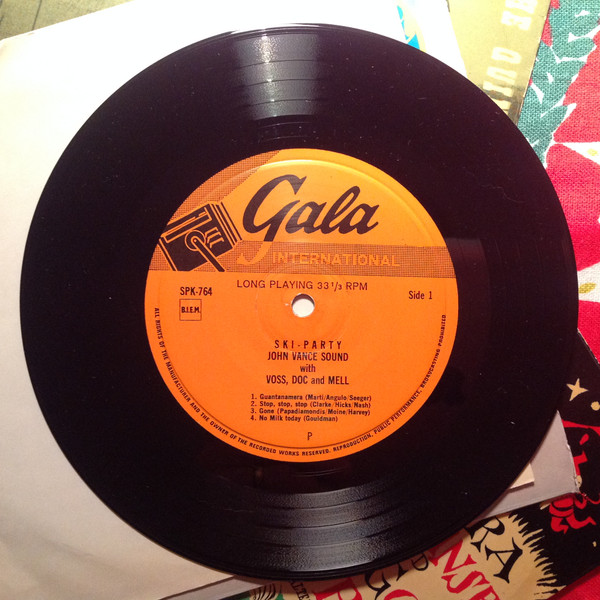 Gala
INTERNATIONAL
LONG PLAYING 33 1/3 RPM
SPK-764
Side 1
B.I.E.M.
SKI-PARTY
JOHN VANCE SOUND
with
VOSS, DOC and MELL
1. Guantanamera (Marti/Angulo/Seeger)
2. Stop, stop, stop (Clarke/Hicks/Nash)
3. Gone (Papadiamondis/Moine/Harvey)
4. No Milk today (Gouldman)
P
ALL RIGHTS OF THE MANUFACTURER AND THE OWNER OF THE RECORDED WORKS RESERVED. REPRODUCTION, PUBLIC PERFORMANCE, BROADCASTING PROHIBITED